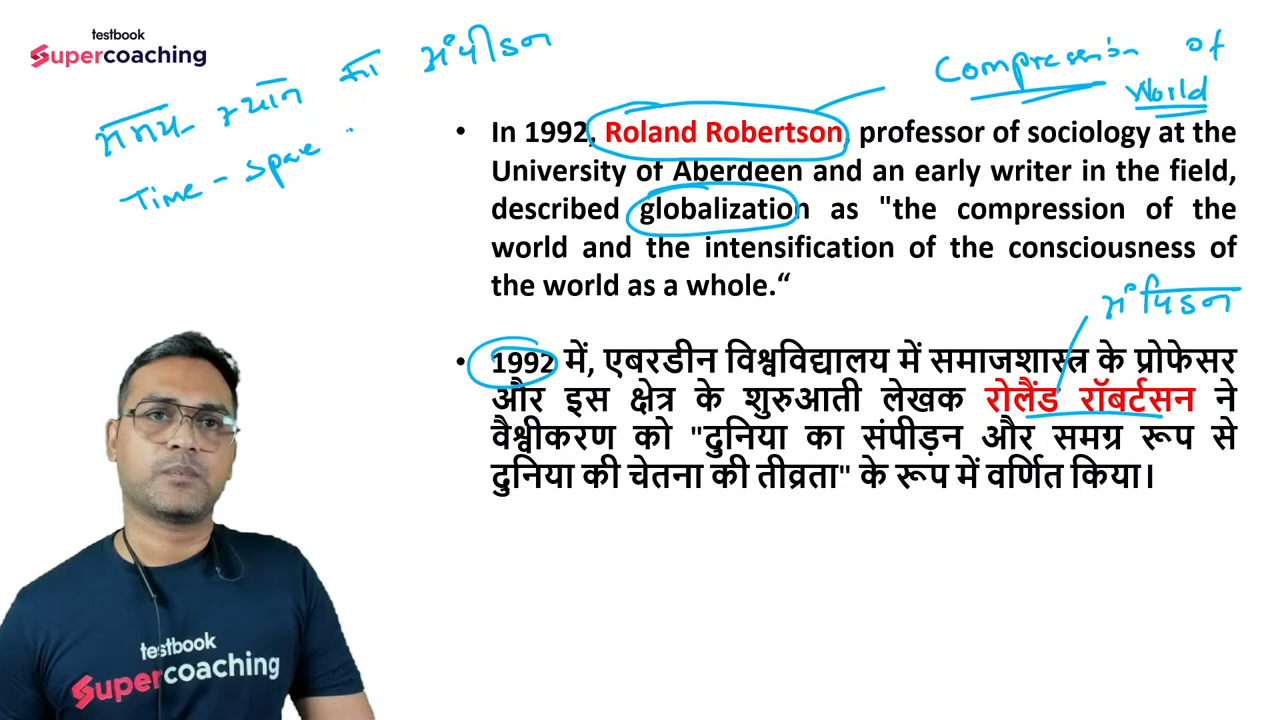 testbook
Supercoaching
समय - स्थान का संपीडन
Time - space
Compression of
World
• In 1992, Roland Robertson, professor of sociology at the
University of Aberdeen and an early writer in the field,
described globalization as "the compression of the
world and the intensification of the consciousness of
the world as a whole.“
संपिडन
• 1992 में, एबरडीन विश्वविद्यालय में समाजशास्त्र के प्रोफेसर
और इस क्षेत्र के शुरुआती लेखक रोलैंड रॉबर्टसन ने
वैश्वीकरण को "दुनिया का संपीड़न और समग्र रूप से
दुनिया की चेतना की तीव्रता" के रूप में वर्णित किया।
testbook
Supercoaching